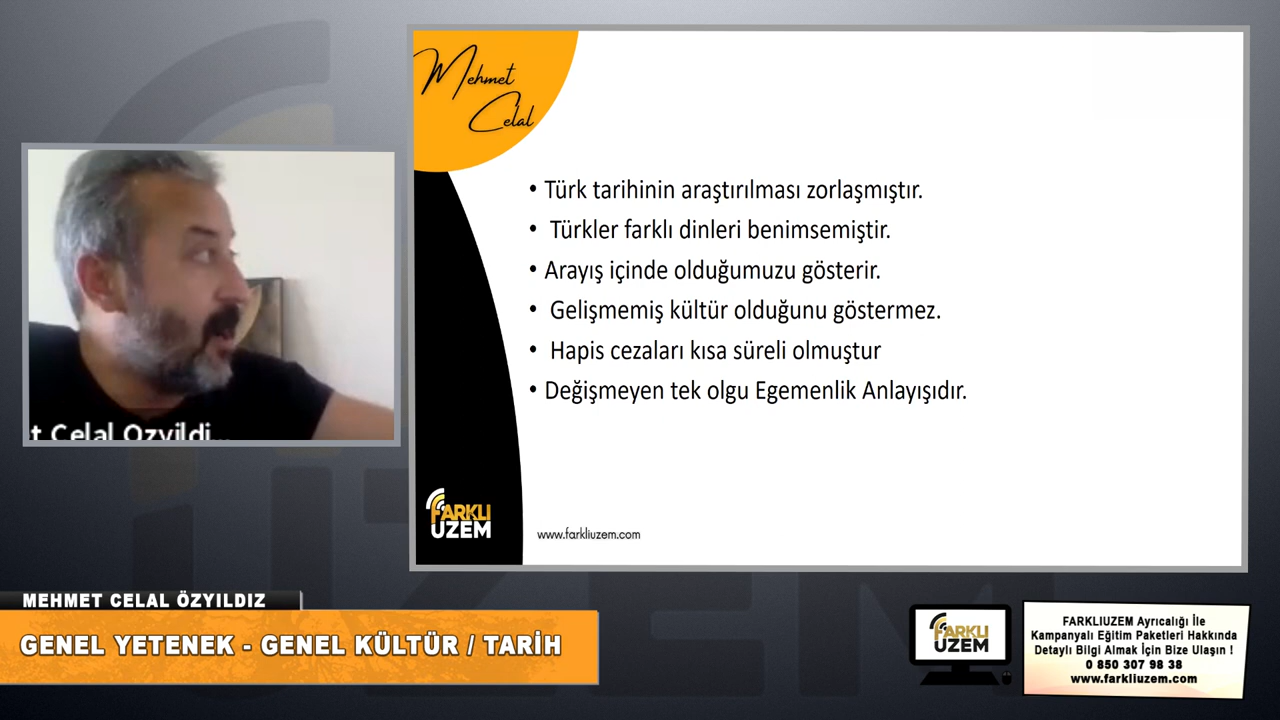 Mehmet
Celal
• Türk tarihinin araştırılması zorlaşmıştır.
• Türkler farklı dinleri benimsemiştir.
• Arayış içinde olduğumuzu gösterir.
• Gelişmemiş kültür olduğunu göstermez.
• Hapis cezaları kısa süreli olmuştur
• Değişmeyen tek olgu Egemenlik Anlayışıdır.
t Celal Ozyildi...
FARKLI
UZEM
www.farkliuzem.com
MEHMET CELAL ÖZYILDIZ
GENEL YETENEK - GENEL KÜLTÜR / TARİH
FARKLI
UZEM
FARKLIUZEM Ayrıcalığı İle
Kampanyalı Eğitim Paketleri Hakkında
Detaylı Bilgi Almak İçin Bize Ulaşın !
0 850 307 98 38
www.farkliuzem.com
ÜZEM